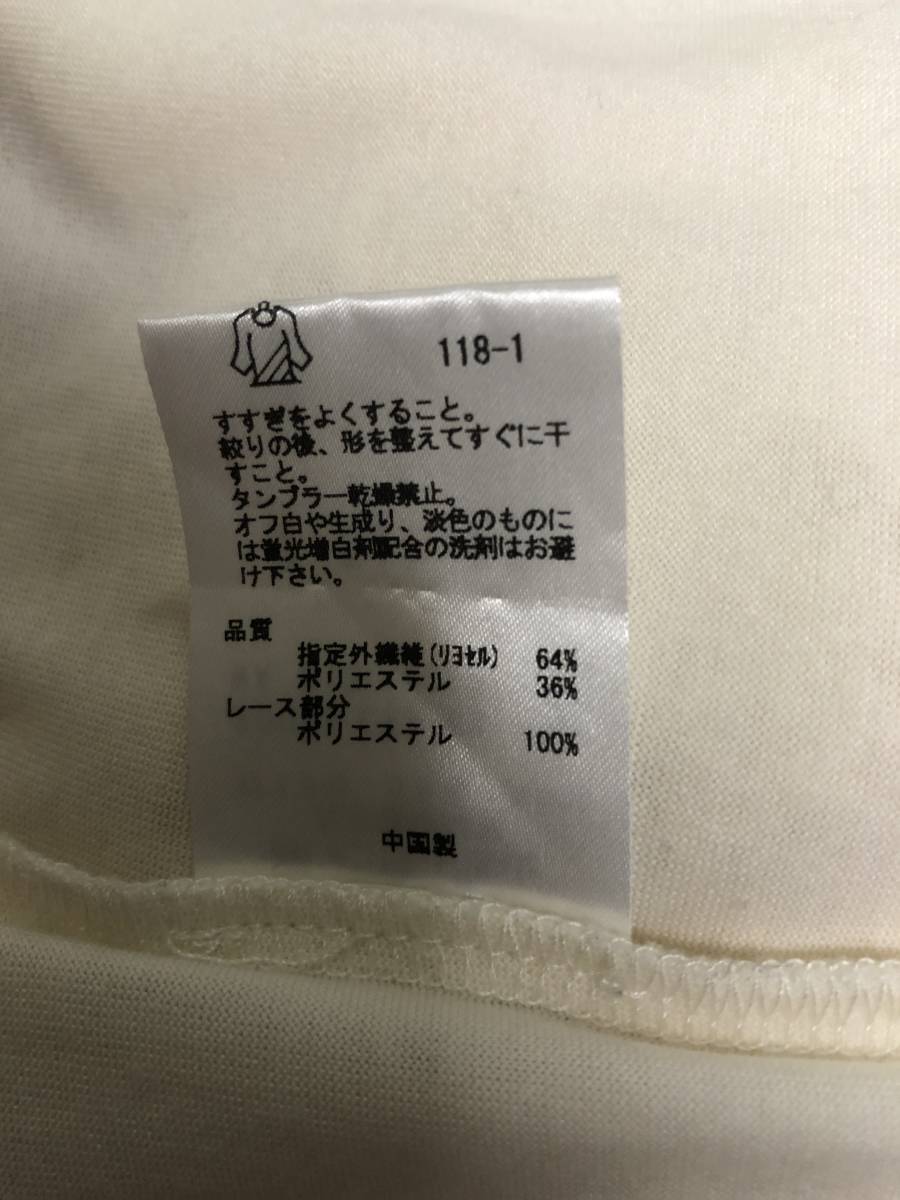 118-1
すすぎをよくすること。
絞りの後、形を整えてすぐに干
すこと。
タンブラー乾燥禁止。
オフ白や生成り、淡色のものに
は蛍光増白剤配合の洗剤はお避
け下さい。
品質
指定外繊維(ﾘﾖｾﾙ) 64%
ポリエステル 36%
レース部分
ポリエステル 100%
中国製